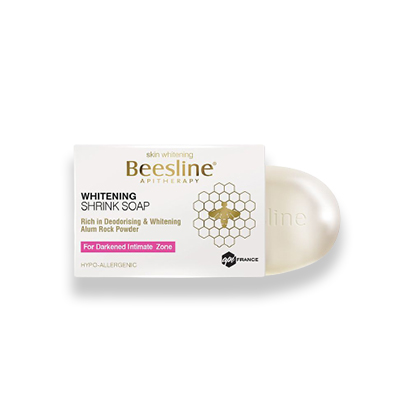 skin whitening
Beesline®
APITHERAPY
WHITENING
SHRINK SOAP
Rich in Deodorising & Whitening
Alum Rock Powder
For Darkened Intimate Zone
HYPO-ALLERGENIC
FRANCE
esline